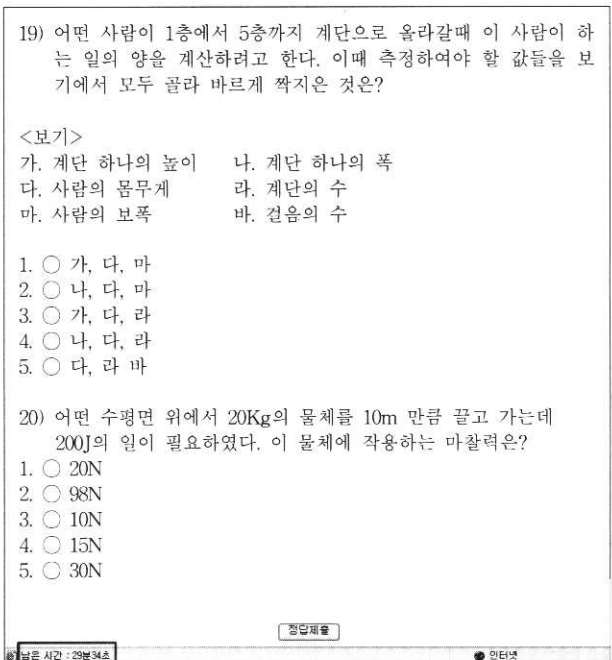 19) 어떤 사람이 1층에서 5층까지 계단으로 올라갈때 이 사람이 하
는 일의 양을 계산하려고 한다. 이때 측정하여야 할 값들을 보
기에서 모두 골라 바르게 짝지은 것은?
<보기>
가. 계단 하나의 높이 나. 계단 하나의 폭
다. 사람의 몸무게 라. 계단의 수
마. 사람의 보폭 바. 걸음의 수
1. ○ 가, 다, 마
2. ○ 나, 다, 마
3. ○ 가, 다, 라
4. ○ 나, 다, 라
5. ○ 다, 라 바
20) 어떤 수평면 위에서 20Kg의 물체를 10m 만큼 끌고 가는데
200J의 일이 필요하였다. 이 물체에 작용하는 마찰력은?
1. ○ 20N
2. ○ 98N
3. ○ 10N
4. ○ 15N
5. ○ 30N
정답제출
남은 시간 : 29분34초 인터넷